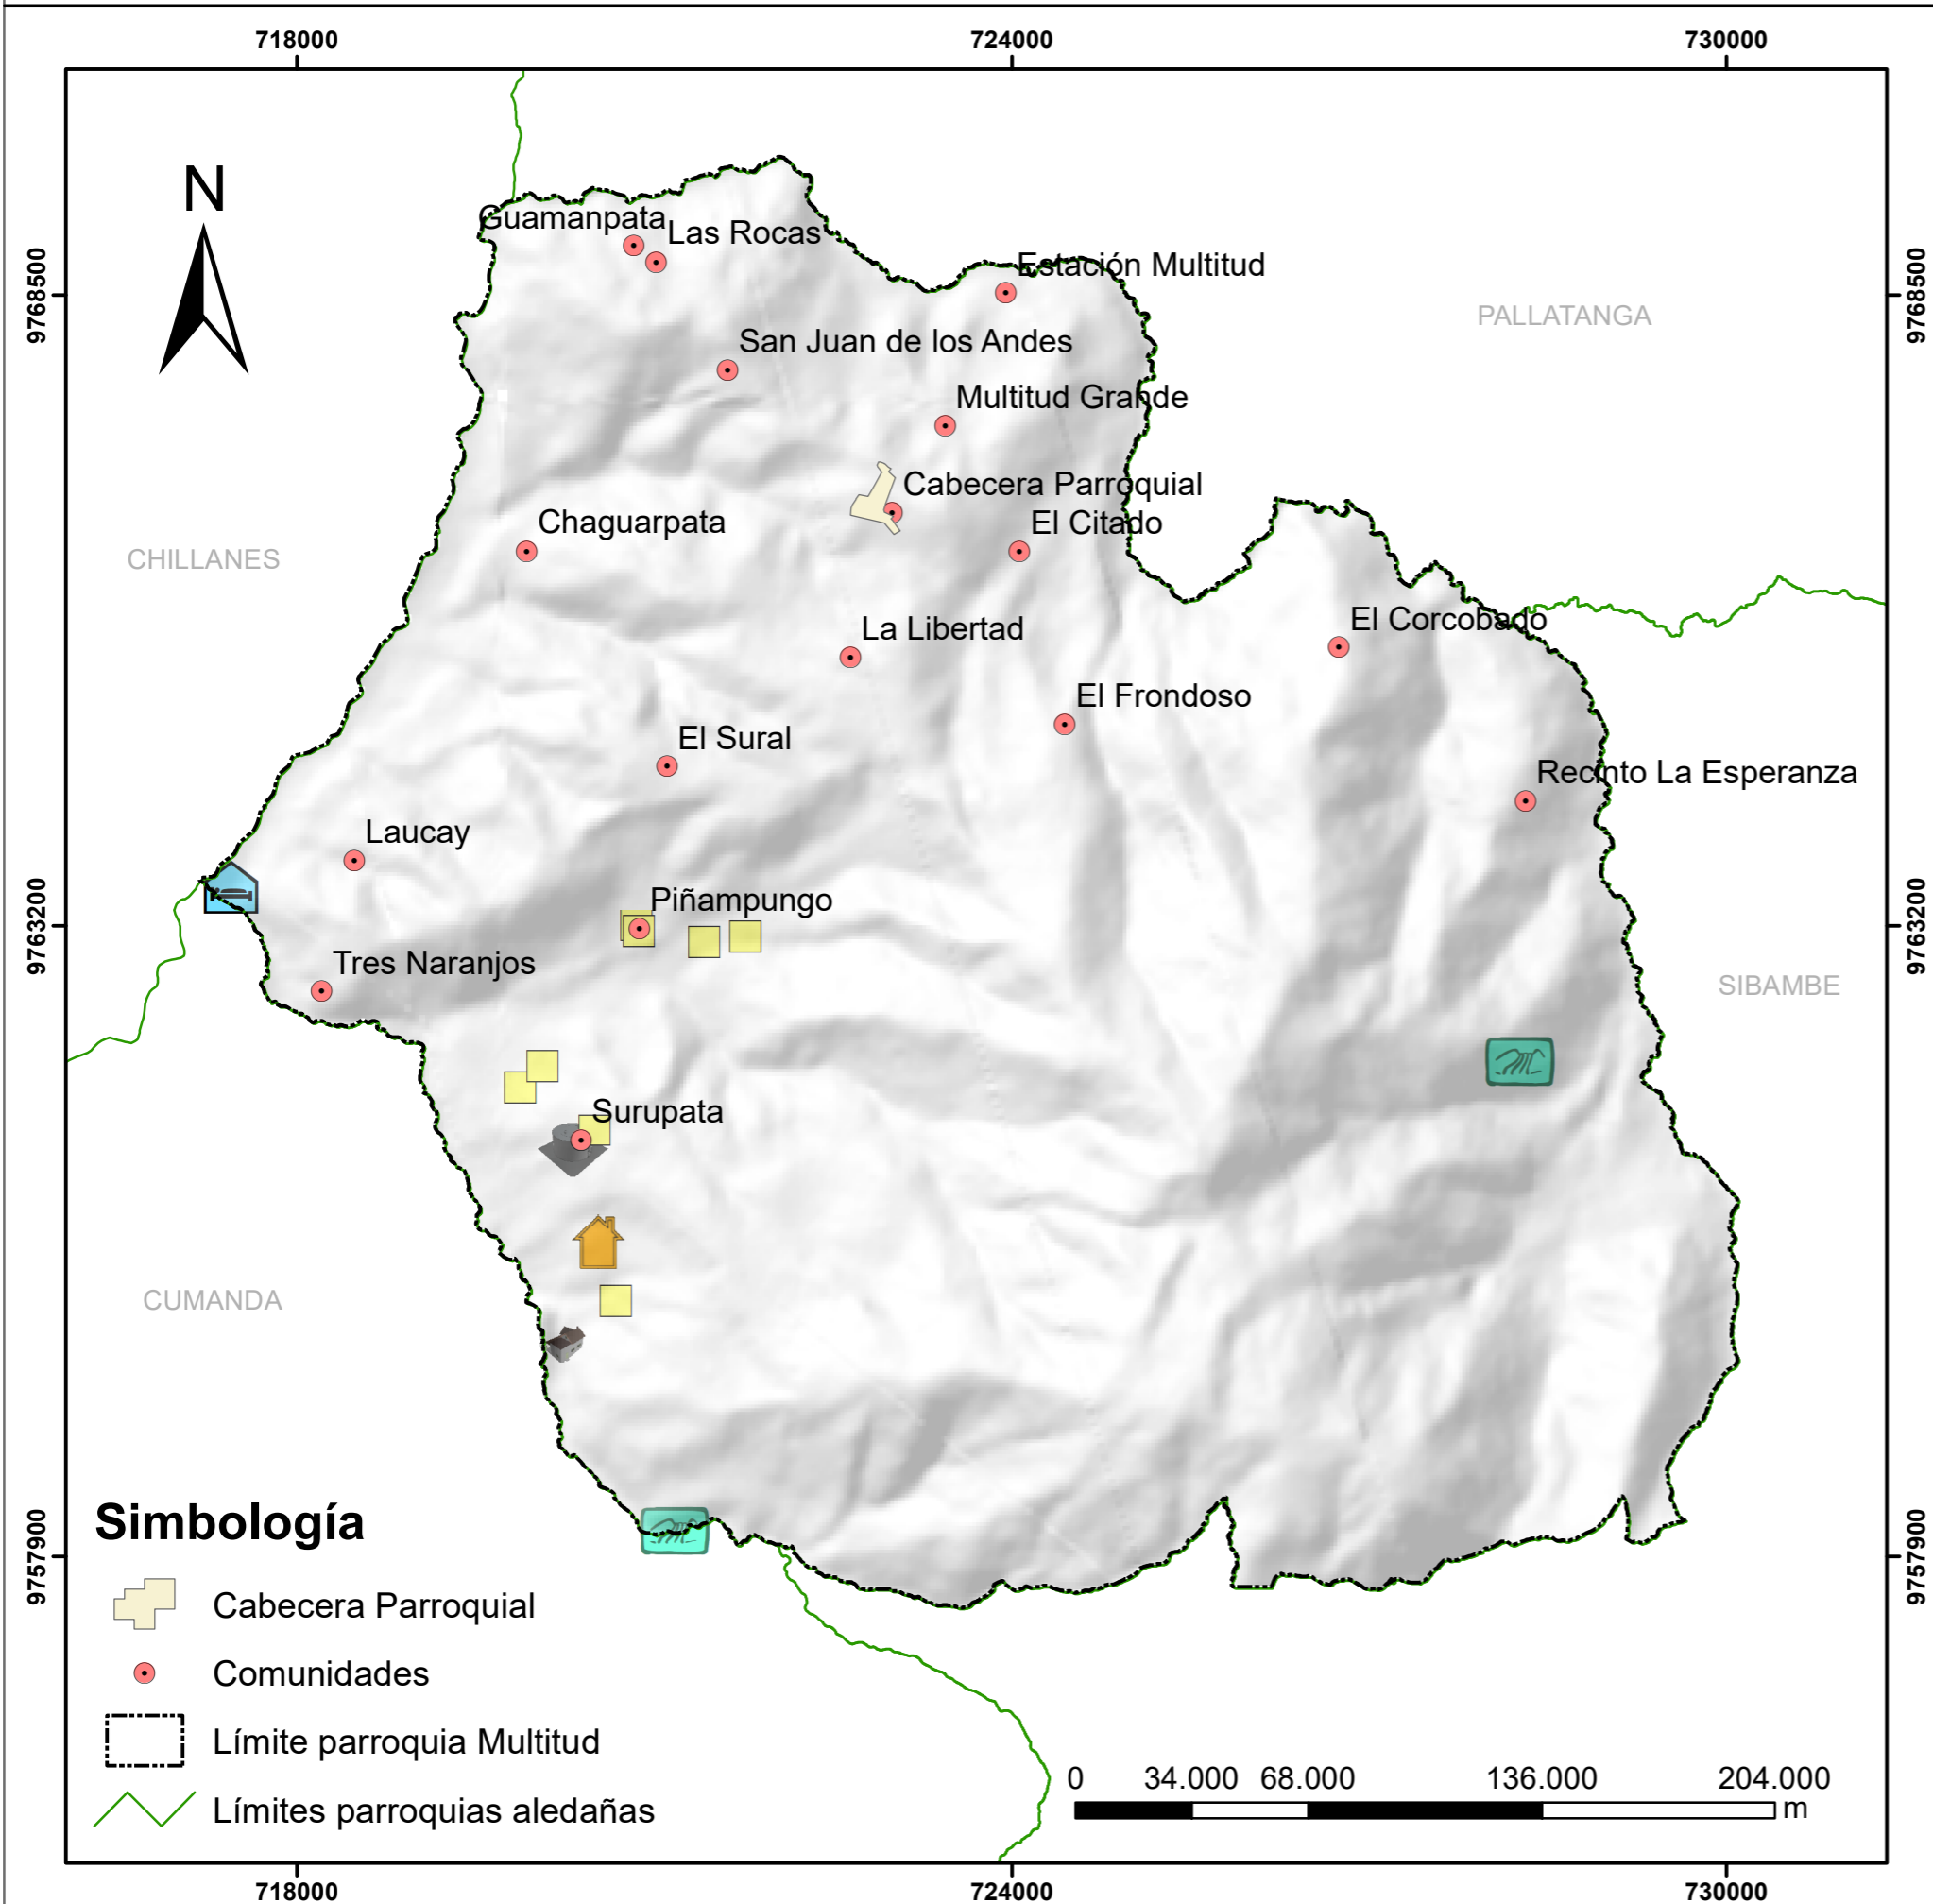 718000
724000
730000
N
Guamanpata
Las Rocas
Estación Multitud
9768500
9768500
PALLATANGA
San Juan de los Andes
Multitud Grande
Cabecera Parroquial
Chaguarpata
El Citado
CHILLANES
La Libertad
El Corcobado
El Frondoso
El Sural
Recinto La Esperanza
Laucay
Piñampungo
9763200
9763200
Tres Naranjos
SIBAMBE
Surupata
CUMANDA
Simbología
9757900
9757900
Cabecera Parroquial
Comunidades
Límite parroquia Multitud
Límites parroquias aledañas
0 34.000 68.000 136.000 204.000
m
718000
724000
730000